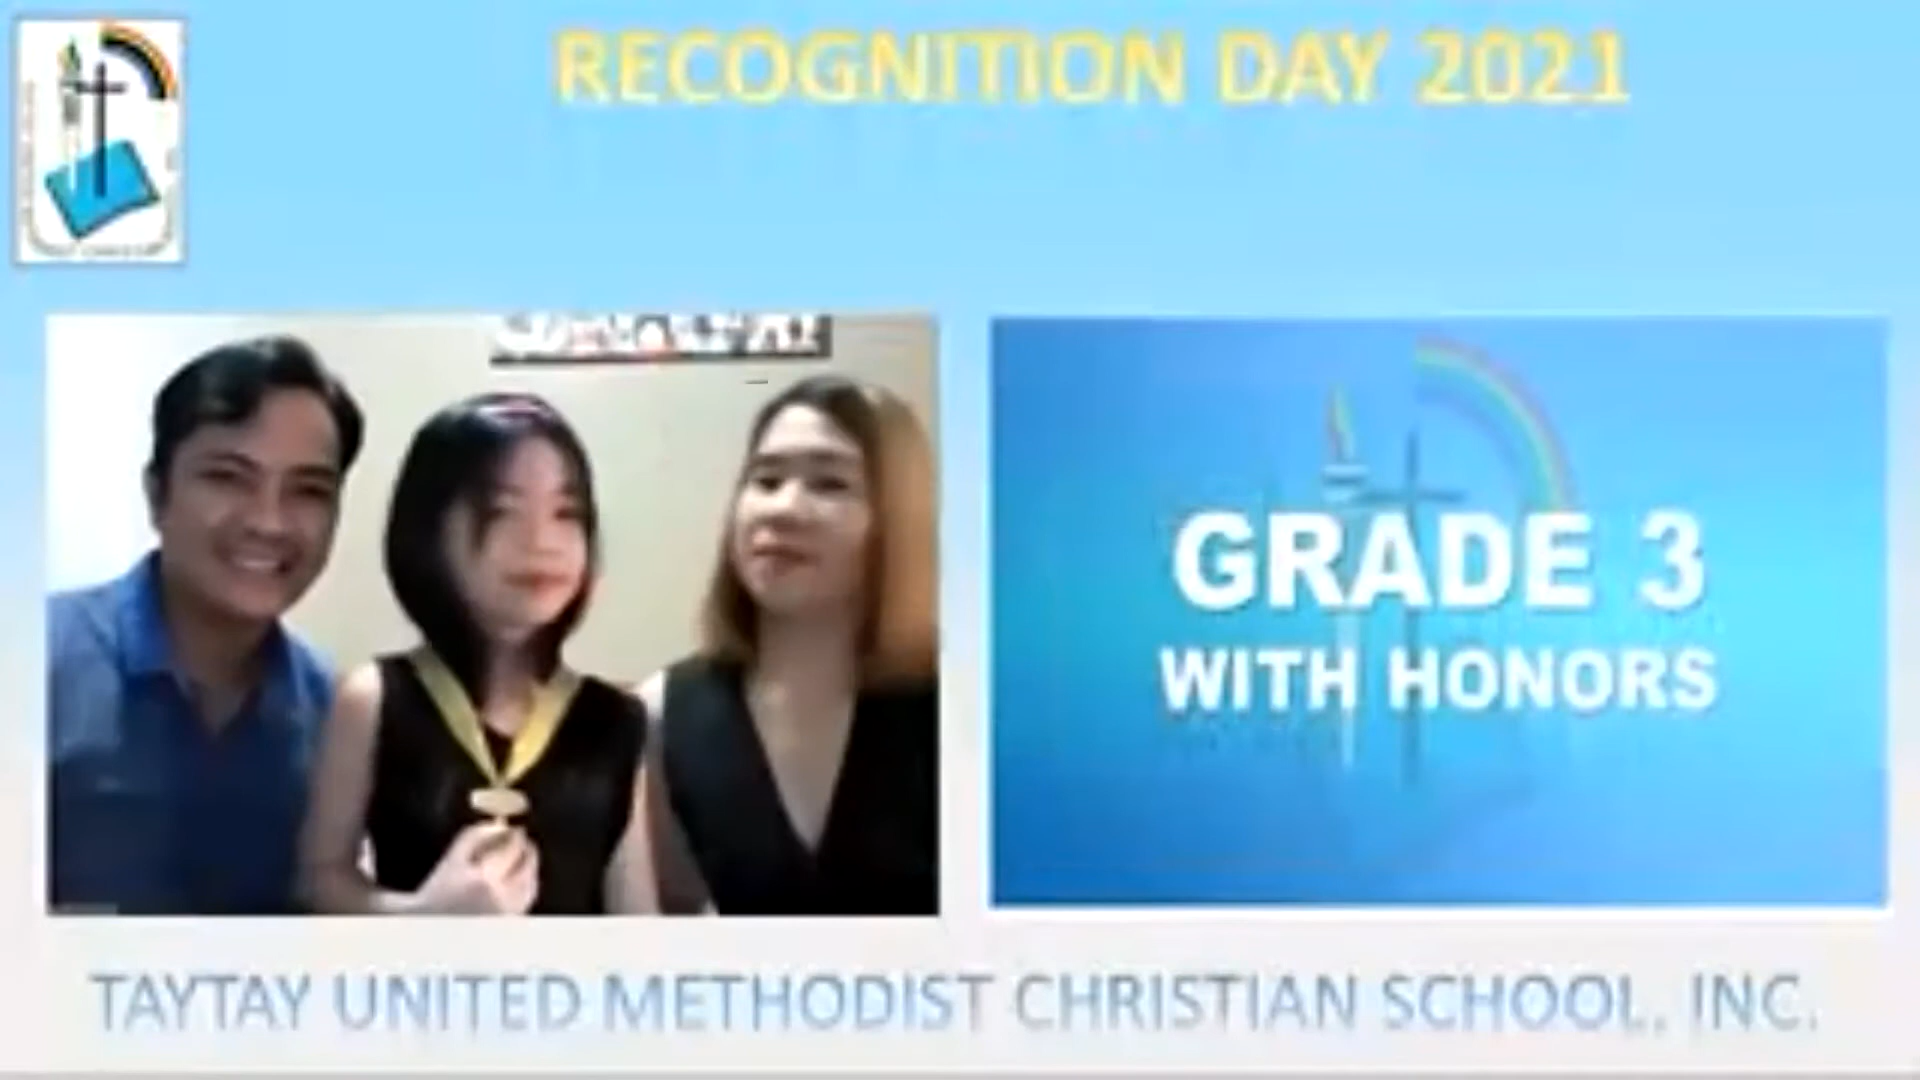 RECOGNITION DAY 2021
GRADE 3
WITH HONORS
TAYTAY UNITED METHODIST CHRISTIAN SCHOOL, INC.